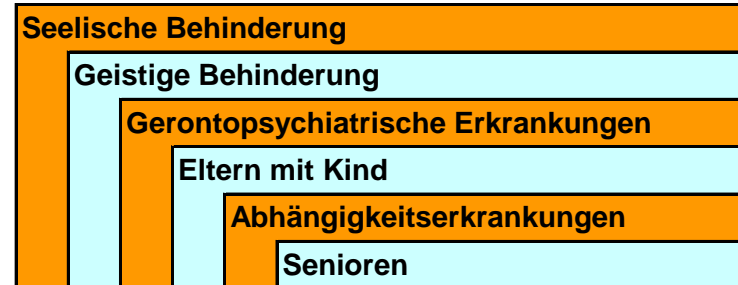 Seelische Behinderung
Geistige Behinderung
Gerontopsychiatrische Erkrankungen
Eltern mit Kind
Abhängigkeitserkrankungen
Senioren